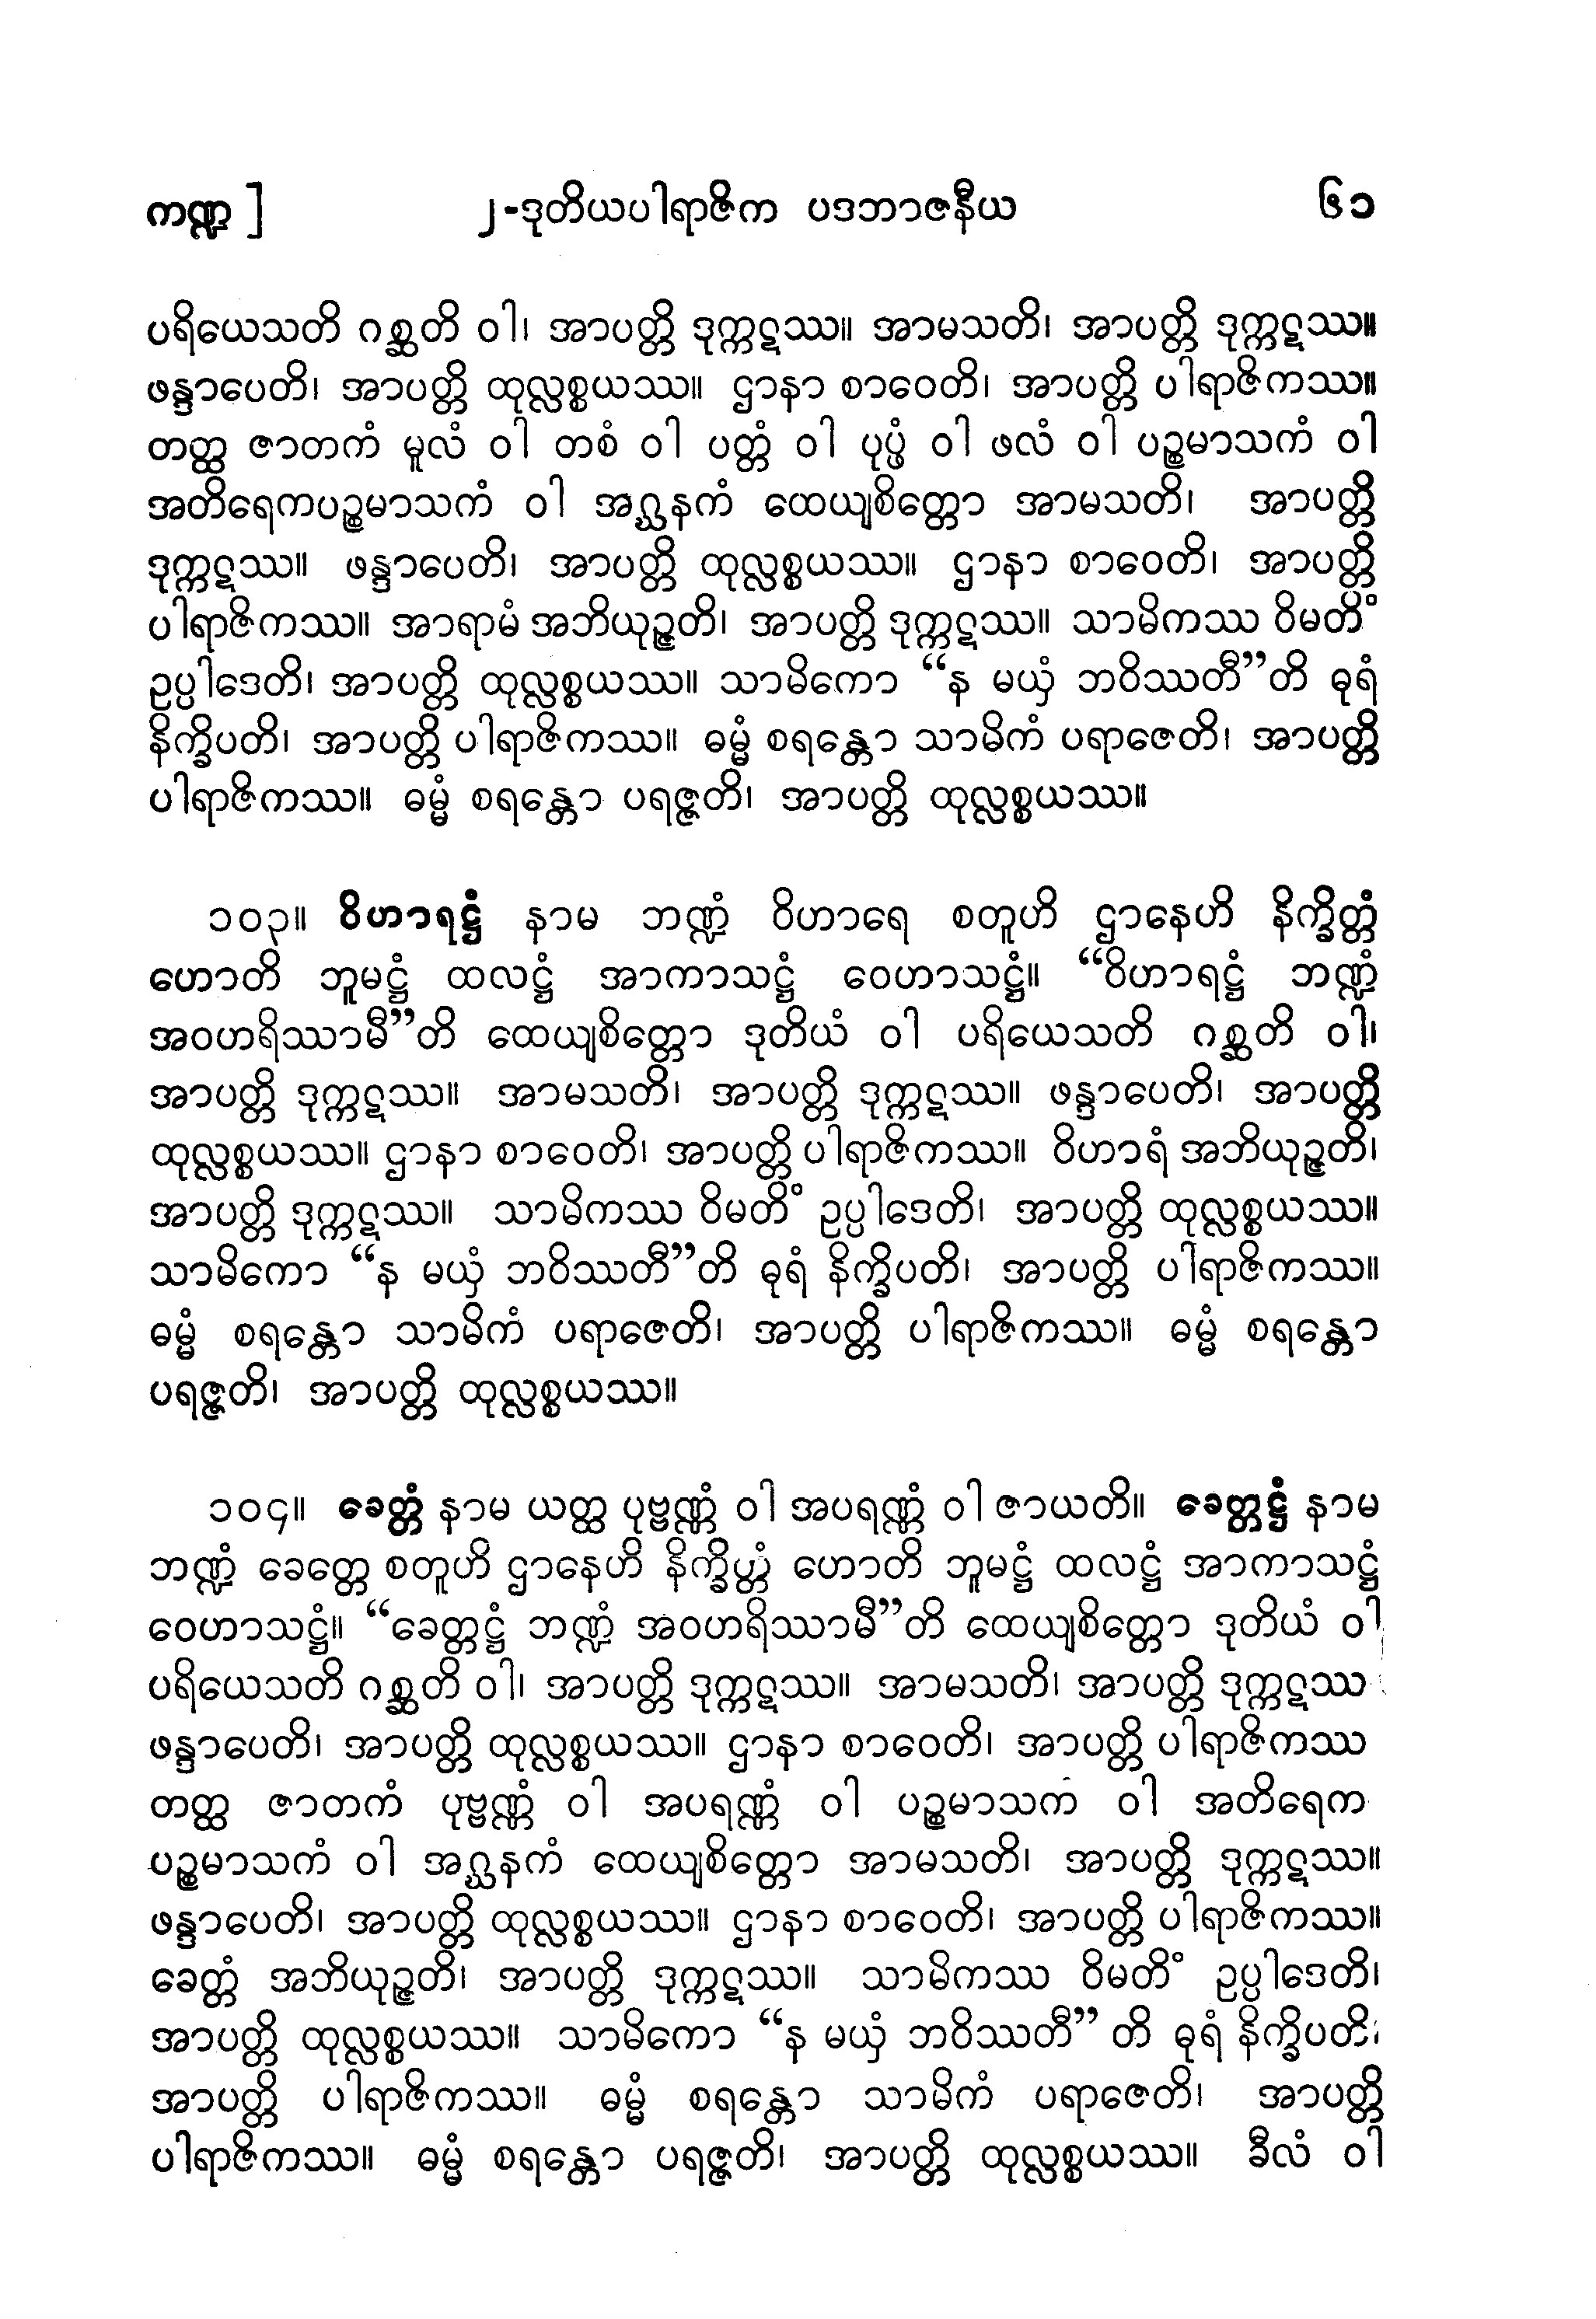 ကဏ္ဍ ] ၂-ဒုတိယပါရာဇိက ပဒဘာဇနီယ ၆၁
ပရိယေသတိ ဂစ္ဆတိ ဝါ၊ အာပတ္တိ ဒုက္ကဋဿ။ အာမသတိ၊ အာပတ္တိ ဒုက္ကဋဿ။
ဖန္ဒာပေတိ၊ အာပတ္တိ ထုလ္လစ္စယဿ။ ဌာနာ စာဝေတိ၊ အာပတ္တိ ပါရာဇိကဿ။
တတ္ထ ဇာတကံ မူလံ ဝါ တစံ ဝါ ပတ္တံ ဝါ ပုပ္ဖံ ဝါ ဖလံ ဝါ ပဉ္စမာသကံ ဝါ
အတိရေကပဉ္စမာသကံ ဝါ အဂ္ဃနကံ ထေယျစိတ္တော အာမသတိ၊ အာပတ္တိ
ဒုက္ကဋဿ။ ဖန္ဒာပေတိ၊ အာပတ္တိ ထုလ္လစ္စယဿ။ ဌာနာ စာဝေတိ၊ အာပတ္တိ
ပါရာဇိကဿ။ အာရာမံ အဘိယုဉ္ဇတိ၊ အာပတ္တိ ဒုက္ကဋဿ။ သာမိကဿ ဝိမတိံ
ဥပ္ပါဒေတိ၊ အာပတ္တိ ထုလ္လစ္စယဿ။ သာမိကော “န မယှံ ဘဝိဿတီ”တိ ဓုရံ
နိက္ခိပတိ၊ အာပတ္တိ ပါရာဇိကဿ။ ဓမ္မံ စရန္တော သာမိကံ ပရာဇေတိ၊ အာပတ္တိ
ပါရာဇိကဿ။ ဓမ္မံ စရန္တော ပရဇ္ဇတိ၊ အာပတ္တိ ထုလ္လစ္စယဿ။
၁၀၃။ ဝိဟာရဋ္ဌံ နာမ ဘဏ္ဍံ ဝိဟာရေ စတူဟိ ဌာနေဟိ နိက္ခိတ္တံ
ဟောတိ ဘူမဋ္ဌံ ထလဋ္ဌံ အာကာသဋ္ဌံ ဝေဟာသဋ္ဌံ။ “ဝိဟာရဋ္ဌံ ဘဏ္ဍံ
အဝဟရိဿာမီ”တိ ထေယျစိတ္တော ဒုတိယံ ဝါ ပရိယေသတိ ဂစ္ဆတိ ဝါ၊
အာပတ္တိ ဒုက္ကဋဿ။ အာမသတိ၊ အာပတ္တိ ဒုက္ကဋဿ။ ဖန္ဒာပေတိ၊ အာပတ္တိ
ထုလ္လစ္စယဿ။ ဌာနာ စာဝေတိ၊ အာပတ္တိ ပါရာဇိကဿ။ ဝိဟာရံ အဘိယုဉ္ဇတိ၊
အာပတ္တိ ဒုက္ကဋဿ။ သာမိကဿ ဝိမတိံ ဥပ္ပါဒေတိ၊ အာပတ္တိ ထုလ္လစ္စယဿ။
သာမိကော “န မယှံ ဘဝိဿတီ”တိ ဓုရံ နိက္ခိပတိ၊ အာပတ္တိ ပါရာဇိကဿ။
ဓမ္မံ စရန္တော သာမိကံ ပရာဇေတိ၊ အာပတ္တိ ပါရာဇိကဿ။ ဓမ္မံ စရန္တော
ပရဇ္ဇတိ၊ အာပတ္တိ ထုလ္လစ္စယဿ။
၁၀၄။ ခေတ္တံ နာမ ယတ္ထ ပုဗ္ဗဏ္ဏံ ဝါ အပရဏ္ဏံ ဝါ ဇာယတိ။ ခေတ္တဋ္ဌံ နာမ
ဘဏ္ဍံ ခေတ္တေ စတူဟိ ဌာနေဟိ နိက္ခိတ္တံ ဟောတိ ဘူမဋ္ဌံ ထလဋ္ဌံ အာကာသဋ္ဌံ
ဝေဟာသဋ္ဌံ။ “ခေတ္တဋ္ဌံ ဘဏ္ဍံ အဝဟရိဿာမီ”တိ ထေယျစိတ္တော ဒုတိယံ ဝါ
ပရိယေသတိ ဂစ္ဆတိ ဝါ၊ အာပတ္တိ ဒုက္ကဋဿ။ အာမသတိ၊ အာပတ္တိ ဒုက္ကဋဿ
ဖန္ဒာပေတိ၊ အာပတ္တိ ထုလ္လစ္စယဿ။ ဌာနာ စာဝေတိ၊ အာပတ္တိ ပါရာဇိကဿ
တတ္ထ ဇာတကံ ပုဗ္ဗဏ္ဏံ ဝါ အပရဏ္ဏံ ဝါ ပဉ္စမာသကံ ဝါ အတိရေက
ပဉ္စမာသကံ ဝါ အဂ္ဃနကံ ထေယျစိတ္တော အာမသတိ၊ အာပတ္တိ ဒုက္ကဋဿ။
ဖန္ဒာပေတိ၊ အာပတ္တိ ထုလ္လစ္စယဿ။ ဌာနာ စာဝေတိ၊ အာပတ္တိ ပါရာဇိကဿ။
ခေတ္တံ အဘိယုဉ္ဇတိ၊ အာပတ္တိ ဒုက္ကဋဿ။ သာမိကဿ ဝိမတိံ ဥပ္ပါဒေတိ၊
အာပတ္တိ ထုလ္လစ္စယဿ။ သာမိကော “န မယှံ ဘဝိဿတီ” တိ ဓုရံ နိက္ခိပတိ၊
အာပတ္တိ ပါရာဇိကဿ။ ဓမ္မံ စရန္တော သာမိကံ ပရာဇေတိ၊ အာပတ္တိ
ပါရာဇိကဿ။ ဓမ္မံ စရန္တော ပရဇ္ဇတိ၊ အာပတ္တိ ထုလ္လစ္စယဿ။ ခီလံ ဝါ